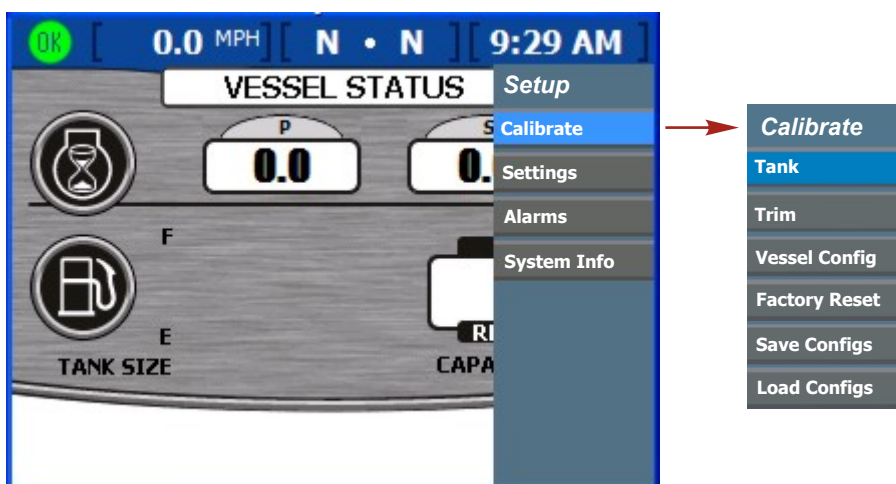 OK [ 0.0 MPH ] [ N • N ] [ 9:29 AM ]
VESSEL STATUS
P
0.0
S
0.
F
E
TANK SIZE
Setup
Calibrate
Settings
Alarms
System Info
Calibrate
Tank
Trim
Vessel Config
Factory Reset
Save Configs
Load Configs